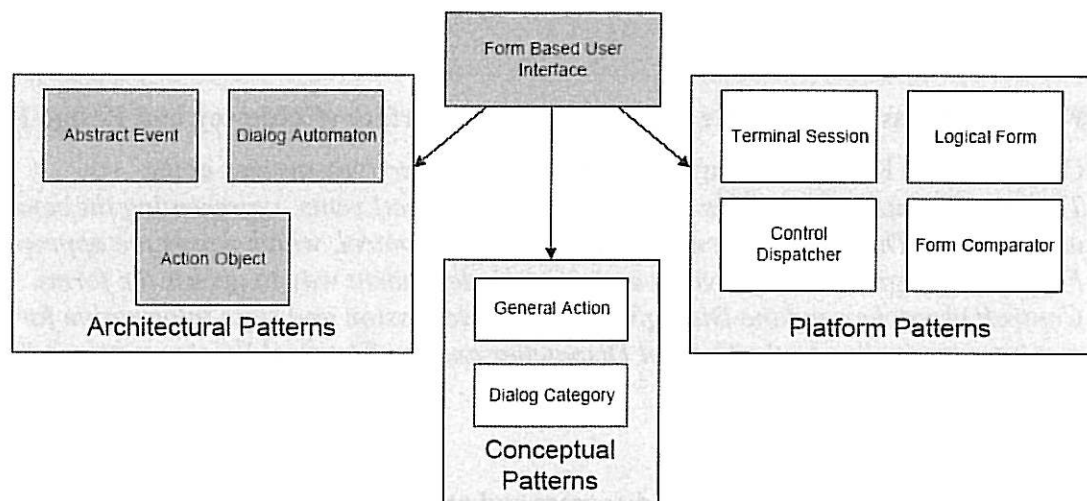 Form Based User
Interface
Abstract Event
Dialog Automaton
Action Object
Architectural Patterns
General Action
Dialog Category
Conceptual
Patterns
Terminal Session
Logical Form
Control
Dispatcher
Form Comparator
Platform Patterns